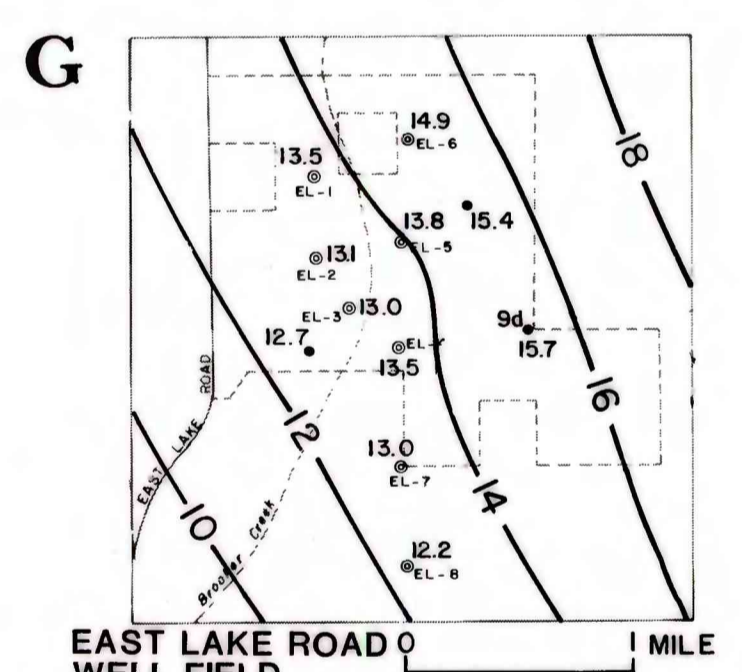 G
14.9
EL-6
18
13.5
EL-1
13.8
EL-5
15.4
13.1
EL-2
EL-3
13.0
9d
15.7
12.7
EL-4
13.5
ROAD
LAKE
EAST
12
16
13.0
EL-7
14
10
Brooker Creek
12.2
EL-8
EAST LAKE ROAD
0
1 MILE
WELL FIELD